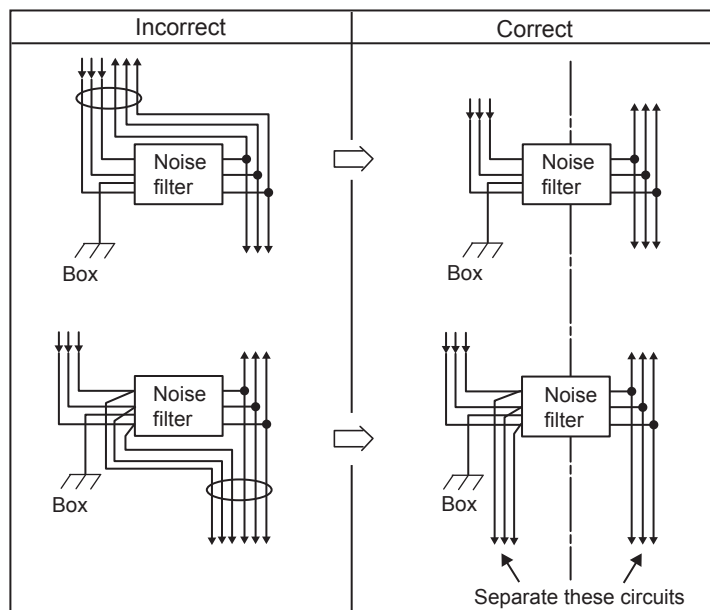 Incorrect
Correct
Noise
filter
Box
Noise
filter
Box
Noise
filter
Box
Noise
filter
Box
Separate these circuits